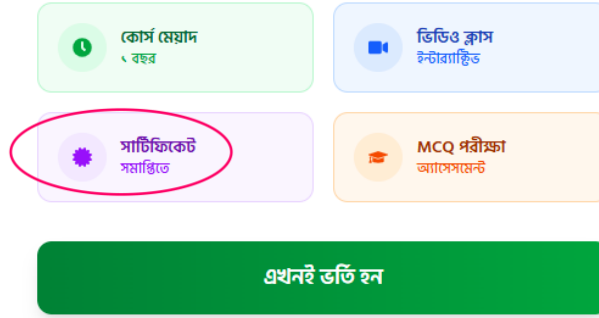 কোর্স মেয়াদ
১ বছর
ভিডিও ক্লাস
ইন্টার‍্যাক্টিভ
সার্টিফিকেট
সমাপ্তিতে
MCQ পরীক্ষা
অ্যাসেসমেন্ট
এখনই ভর্তি হন